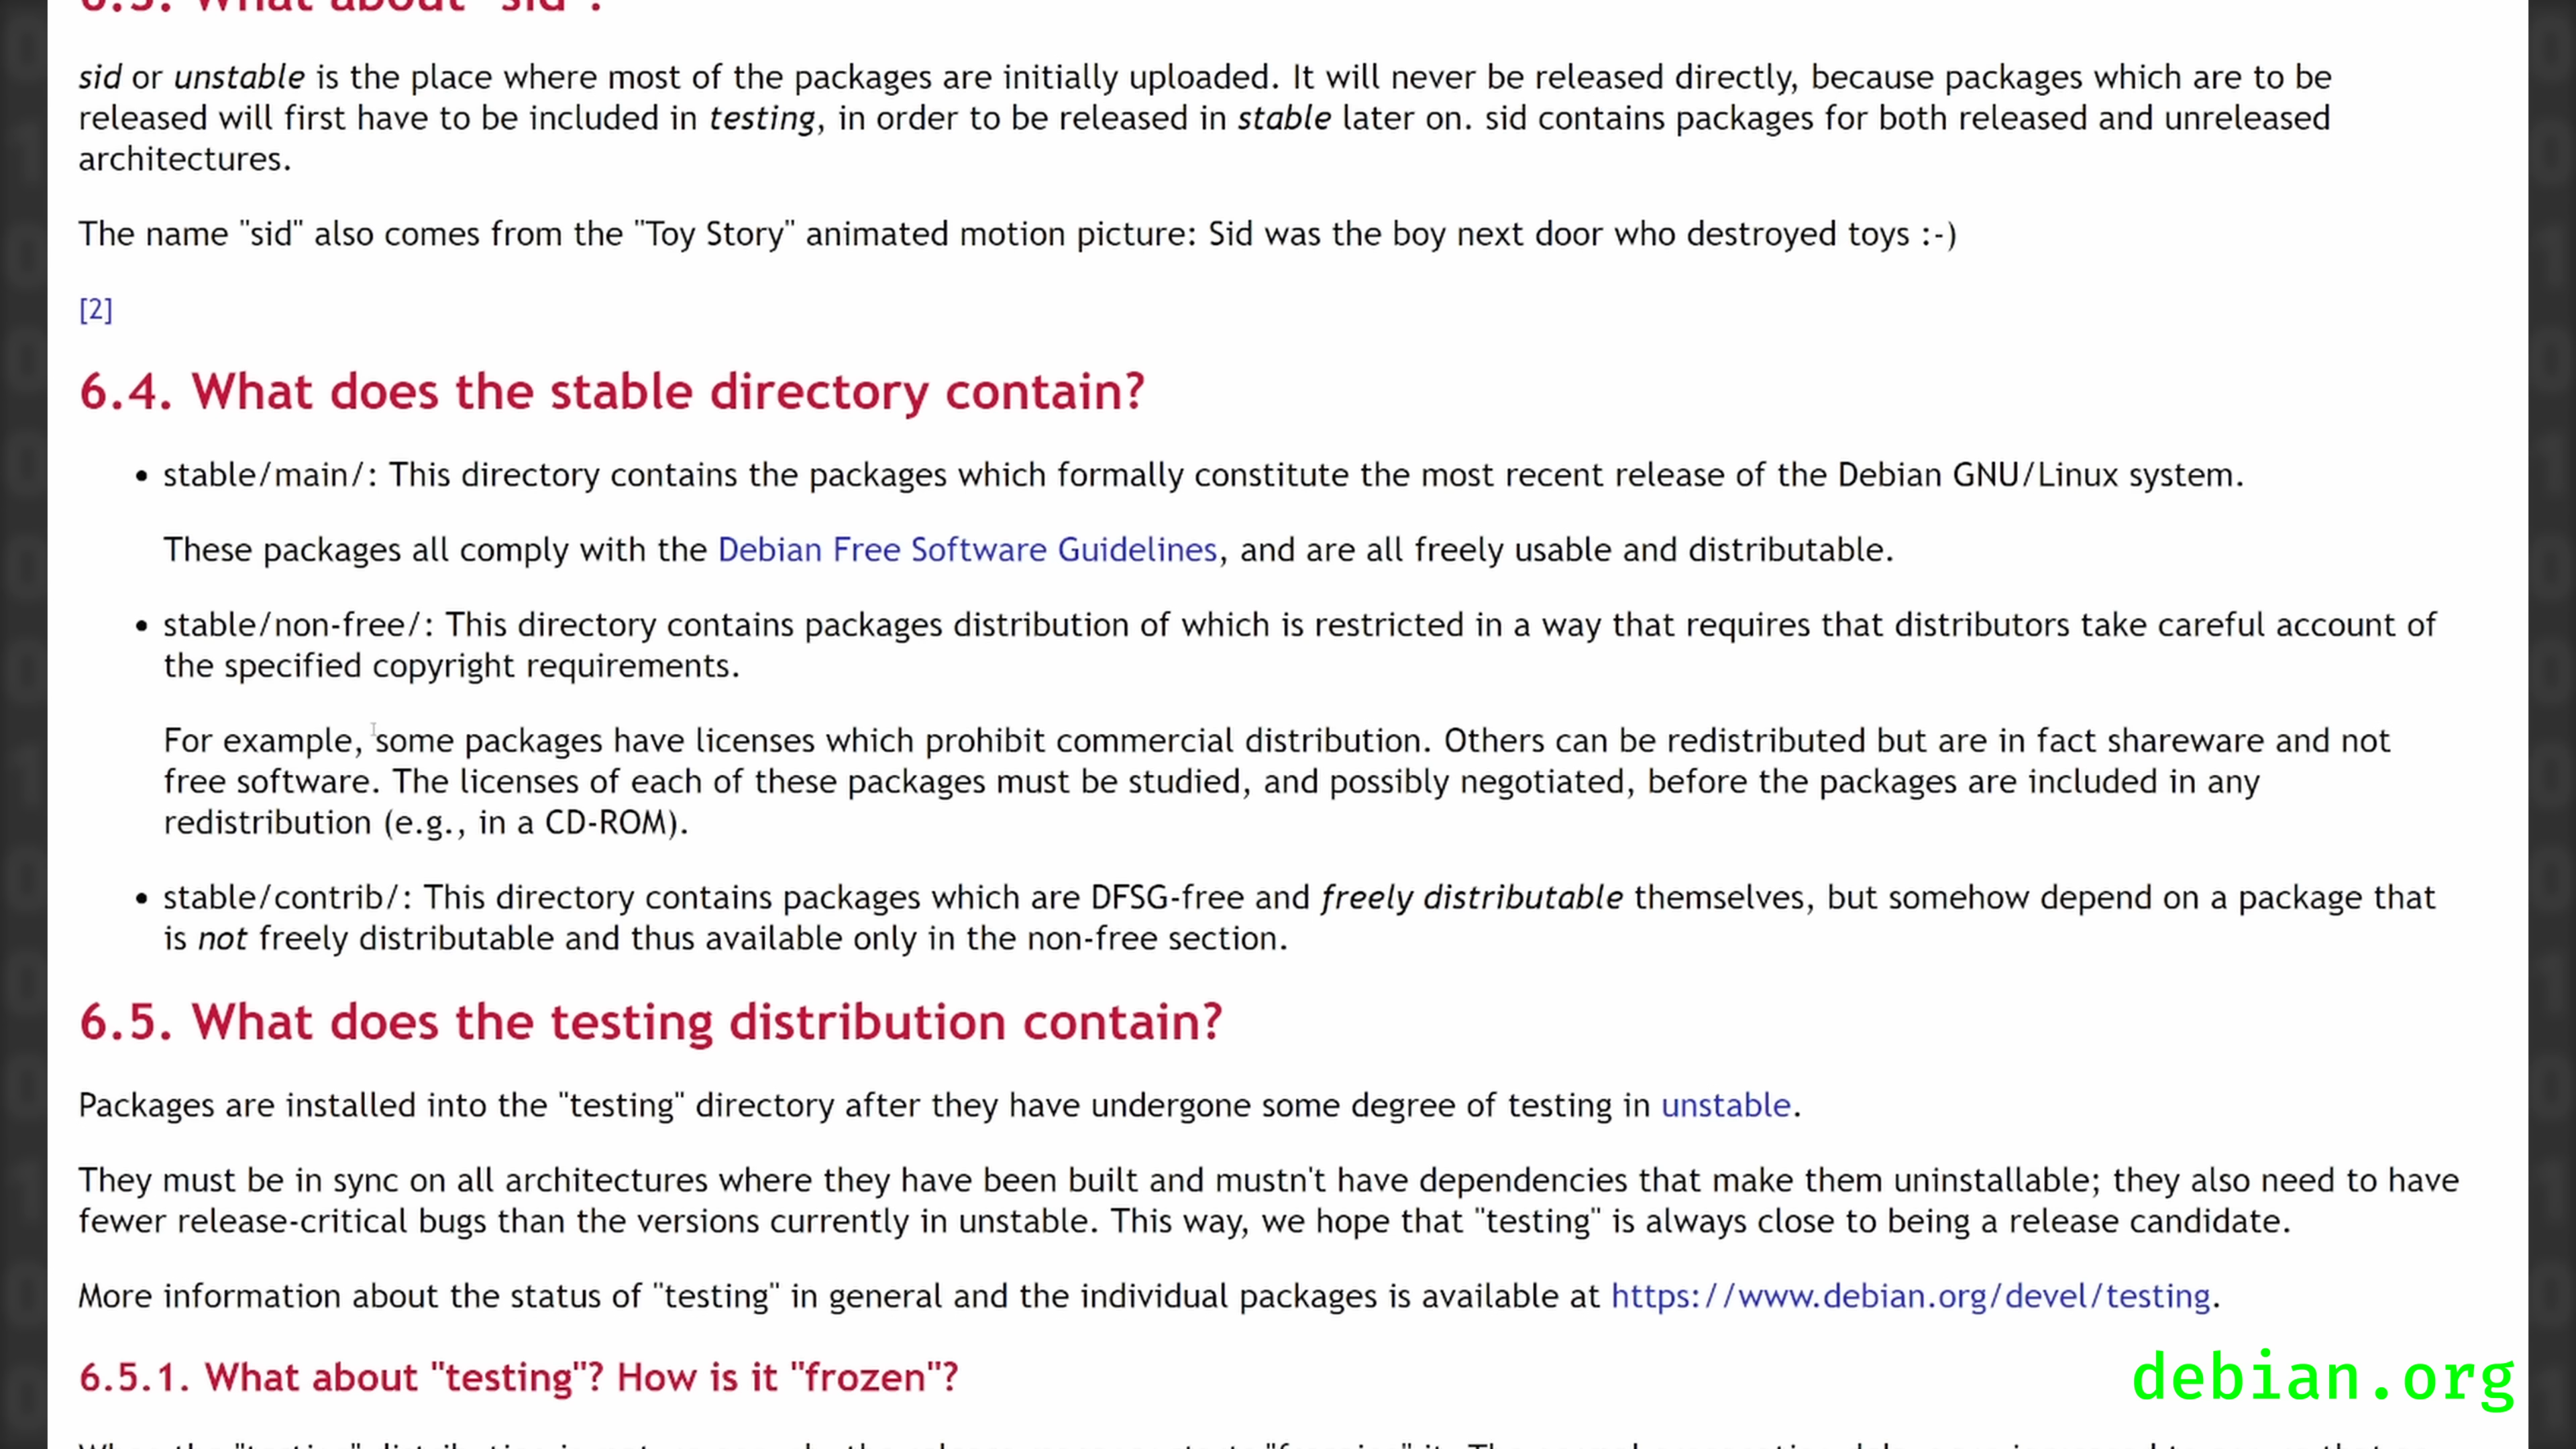 6.3. What about "sid"?
sid or unstable is the place where most of the packages are initially uploaded. It will never be released directly, because packages which are to be
released will first have to be included in testing, in order to be released in stable later on. sid contains packages for both released and unreleased
architectures.
The name "sid" also comes from the "Toy Story" animated motion picture: Sid was the boy next door who destroyed toys :-)
[2]
6.4. What does the stable directory contain?
• stable/main/: This directory contains the packages which formally constitute the most recent release of the Debian GNU/Linux system.
These packages all comply with the Debian Free Software Guidelines, and are all freely usable and distributable.
• stable/non-free/: This directory contains packages distribution of which is restricted in a way that requires that distributors take careful account of
the specified copyright requirements.
For example, some packages have licenses which prohibit commercial distribution. Others can be redistributed but are in fact shareware and not
free software. The licenses of each of these packages must be studied, and possibly negotiated, before the packages are included in any
redistribution (e.g., in a CD-ROM).
• stable/contrib/: This directory contains packages which are DFSG-free and freely distributable themselves, but somehow depend on a package that
is not freely distributable and thus available only in the non-free section.
6.5. What does the testing distribution contain?
Packages are installed into the "testing" directory after they have undergone some degree of testing in unstable.
They must be in sync on all architectures where they have been built and mustn't have dependencies that make them uninstallable; they also need to have
fewer release-critical bugs than the versions currently in unstable. This way, we hope that "testing" is always close to being a release candidate.
More information about the status of "testing" in general and the individual packages is available at https://www.debian.org/devel/testing.
6.5.1. What about "testing"? How is it "frozen"?
debian.org